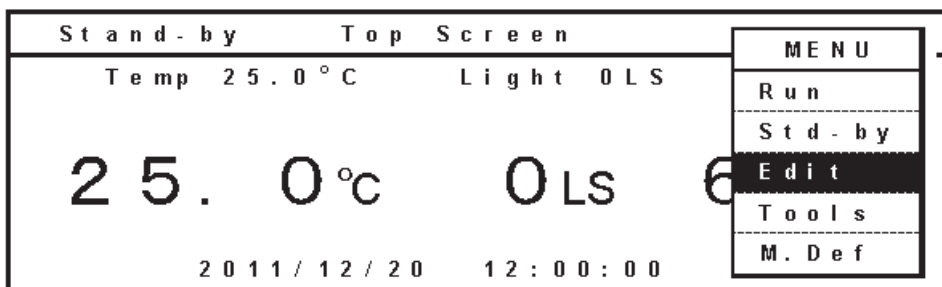 Stand-by Top Screen
Temp 25.0°C Light 0LS
25.0°C 0LS 6
2011/12/20 12:00:00
MENU
Run
Std-by
Edit
Tools
M.Def